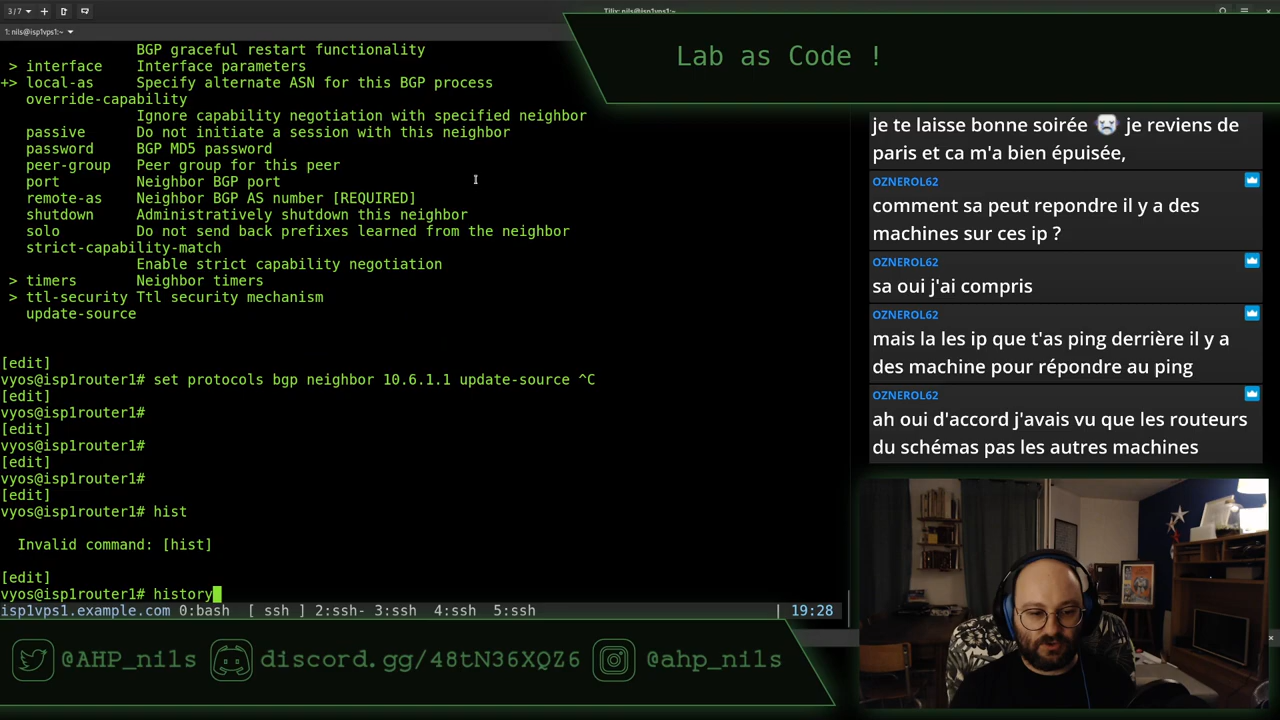 3/7
Tilix: nils@isp1vps1:~
1: nils@isp1vps1:~
Lab as Code !
BGP graceful restart functionality
> interface Interface parameters
+> local-as Specify alternate ASN for this BGP process
override-capability
Ignore capability negotiation with specified neighbor
passive Do not initiate a session with this neighbor
password BGP MD5 password
peer-group Peer group for this peer
port Neighbor BGP port
remote-as Neighbor BGP AS number [REQUIRED]
shutdown Administratively shutdown this neighbor
solo Do not send back prefixes learned from the neighbor
strict-capability-match
Enable strict capability negotiation
> timers Neighbor timers
> ttl-security Ttl security mechanism
update-source
[edit]
vyos@isp1router1# set protocols bgp neighbor 10.6.1.1 update-source ^C
[edit]
vyos@isp1router1#
[edit]
vyos@isp1router1#
[edit]
vyos@isp1router1#
[edit]
vyos@isp1router1# hist
Invalid command: [hist]
[edit]
vyos@isp1router1# history
isp1vps1.example.com 0:bash [ ssh ] 2:ssh- 3:ssh 4:ssh 5:ssh | 19:28
je te laisse bonne soirée je reviens de
paris et ca m'a bien épuisée,
OZNEROL62
comment sa peut repondre il y a des
machines sur ces ip ?
OZNEROL62
sa oui j'ai compris
OZNEROL62
mais la les ip que t'as ping derrière il y a
des machine pour répondre au ping
OZNEROL62
ah oui d'accord j'avais vu que les routeurs
du schémas pas les autres machines
@AHP_nils discord.gg/48tN36XQZ6 @ahp_nils